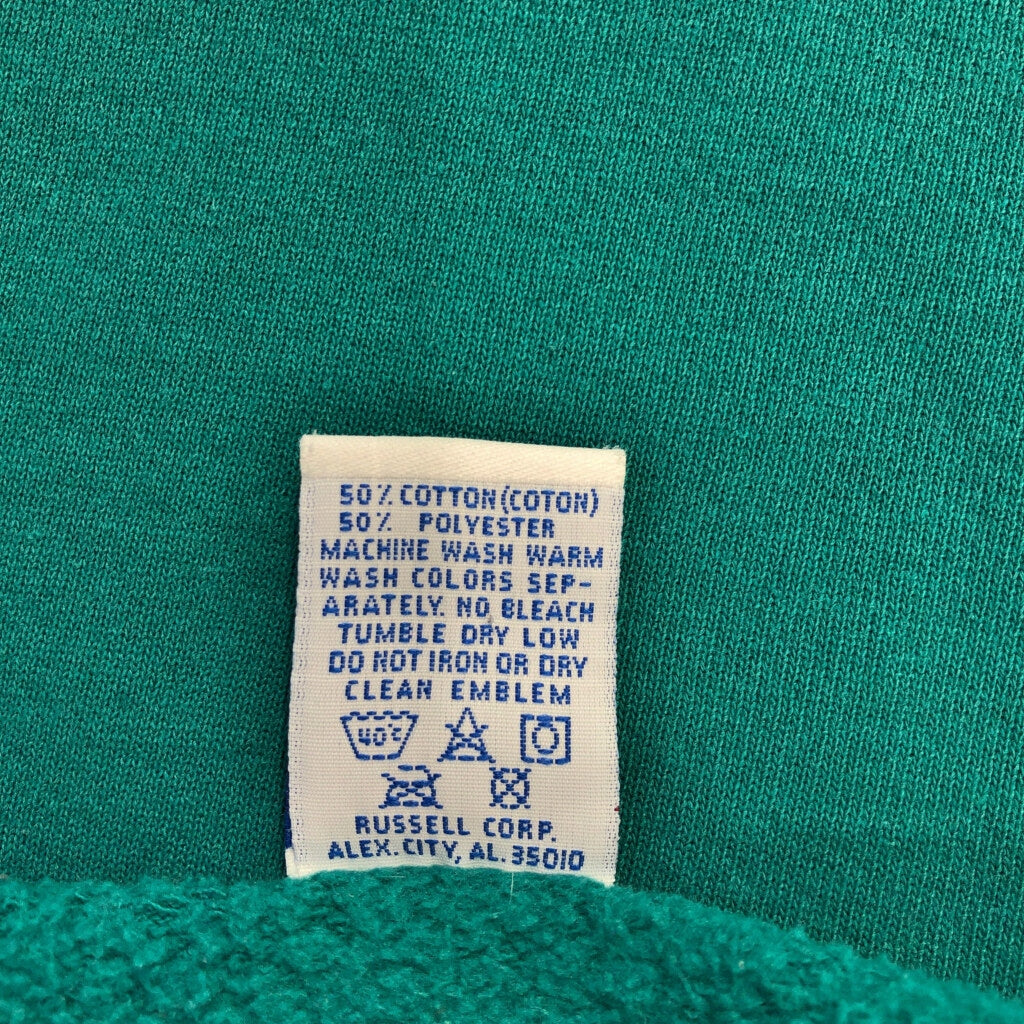 50% COTTON (COTON)
50% POLYESTER
MACHINE WASH WARM
WASH COLORS SEP-
ARATELY. NO BLEACH
TUMBLE DRY LOW
DO NOT IRON OR DRY
CLEAN EMBLEM
40°C
RUSSELL CORP.
ALEX. CITY, AL. 35010